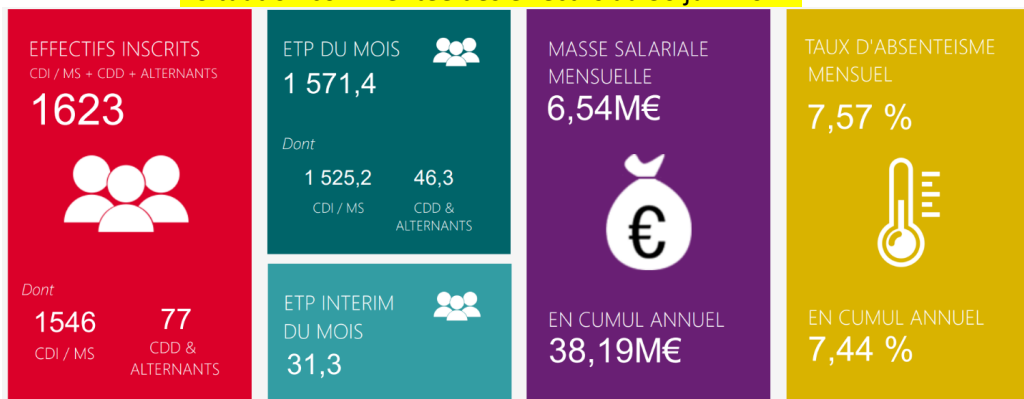 EFFECTIFS INSCRITS
CDI / MS + CDD + ALTERNANTS
1623
Dont
1546
CDI / MS
77
CDD &
ALTERNANTS
ETP DU MOIS
1 571,4
Dont
1 525,2
CDI / MS
46,3
CDD &
ALTERNANTS
ETP INTERIM
DU MOIS
31,3
MASSE SALARIALE
MENSUELLE
6,54M€
€
EN CUMUL ANNUEL
38,19M€
TAUX D'ABSENTEISME
MENSUEL
7,57 %
EN CUMUL ANNUEL
7,44 %